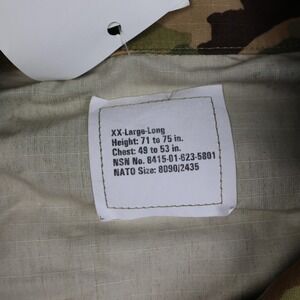 XX-Large-Long
Height: 71 to 75 in.
Chest: 49 to 53 in.
NSN No. 8415-01-623-5801
NATO Size: 8090/2435